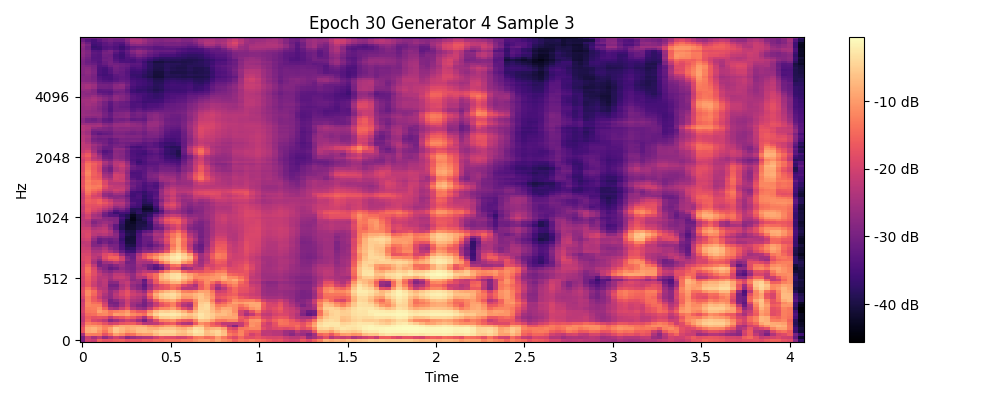 Epoch 30 Generator 4 Sample 3
4096
2048
1024
512
0
Hz
0 0.5 1 1.5 2 2.5 3 3.5 4
Time
-10 dB
-20 dB
-30 dB
-40 dB